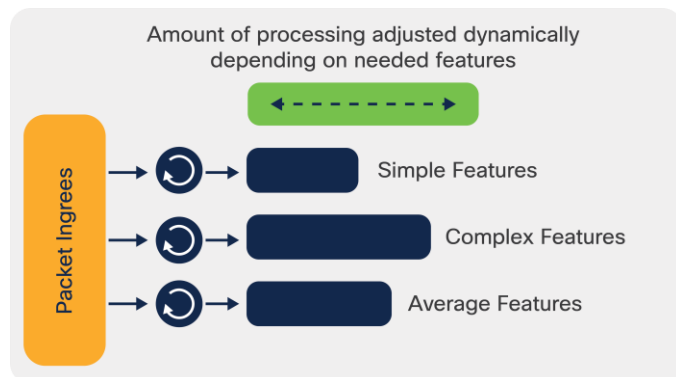 Amount of processing adjusted dynamically
depending on needed features
Packet Ingrees
Simple Features
Complex Features
Average Features